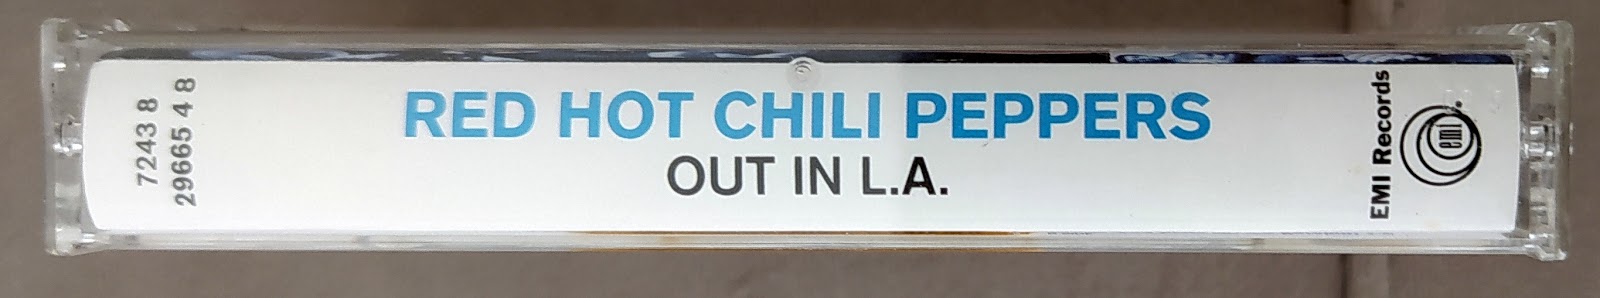 7243 8
29665 4 8
RED HOT CHILI PEPPERS
OUT IN L.A.
EMI Records
emi